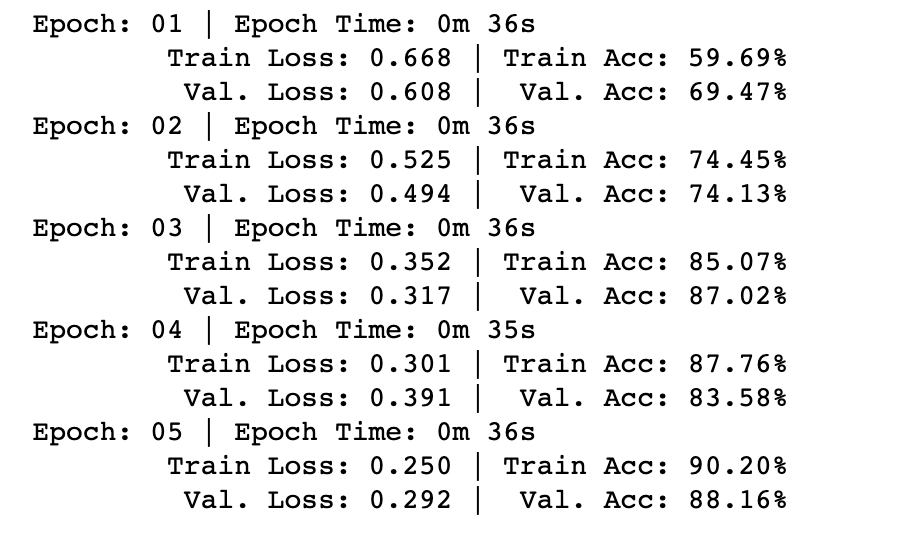 Epoch: 01 | Epoch Time: 0m 36s
Train Loss: 0.668 | Train Acc: 59.69%
Val. Loss: 0.608 | Val. Acc: 69.47%
Epoch: 02 | Epoch Time: 0m 36s
Train Loss: 0.525 | Train Acc: 74.45%
Val. Loss: 0.494 | Val. Acc: 74.13%
Epoch: 03 | Epoch Time: 0m 36s
Train Loss: 0.352 | Train Acc: 85.07%
Val. Loss: 0.317 | Val. Acc: 87.02%
Epoch: 04 | Epoch Time: 0m 35s
Train Loss: 0.301 | Train Acc: 87.76%
Val. Loss: 0.391 | Val. Acc: 83.58%
Epoch: 05 | Epoch Time: 0m 36s
Train Loss: 0.250 | Train Acc: 90.20%
Val. Loss: 0.292 | Val. Acc: 88.16%